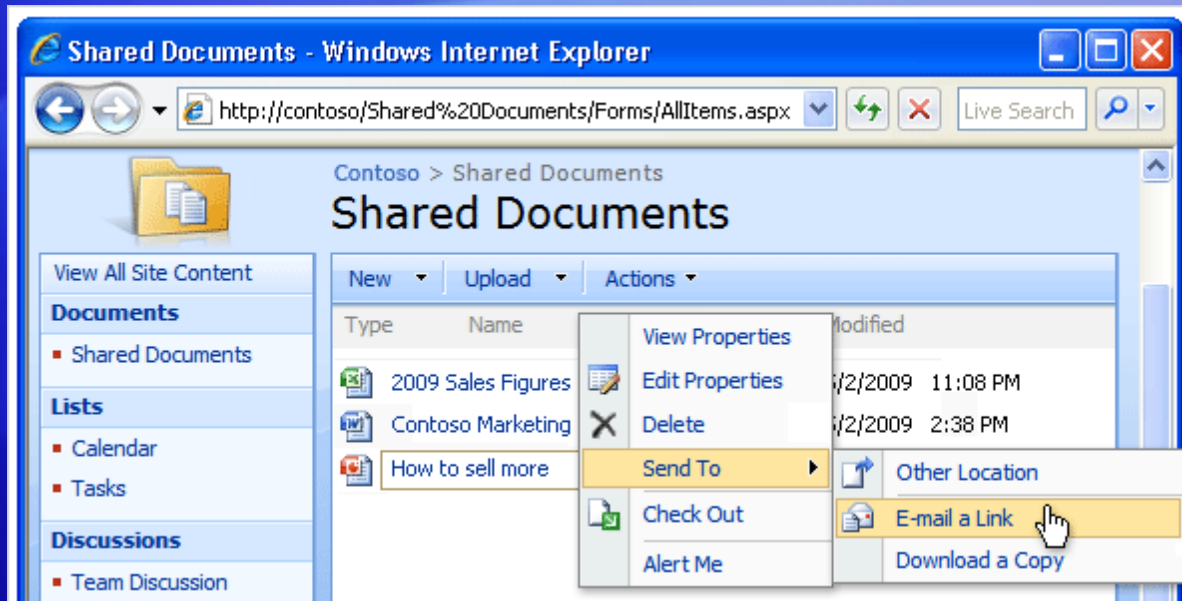 Shared Documents - Windows Internet Explorer
http://contoso/Shared%20Documents/Forms/AllItems.aspx
Live Search
Contoso > Shared Documents
Shared Documents
View All Site Content
Documents
Shared Documents
Lists
Calendar
Tasks
Discussions
Team Discussion
New Upload Actions
Type Name Modified
2009 Sales Figures /2/2009 11:08 PM
Contoso Marketing /2/2009 2:38 PM
How to sell more
View Properties
Edit Properties
Delete
Send To
Check Out
Alert Me
Other Location
E-mail a Link
Download a Copy